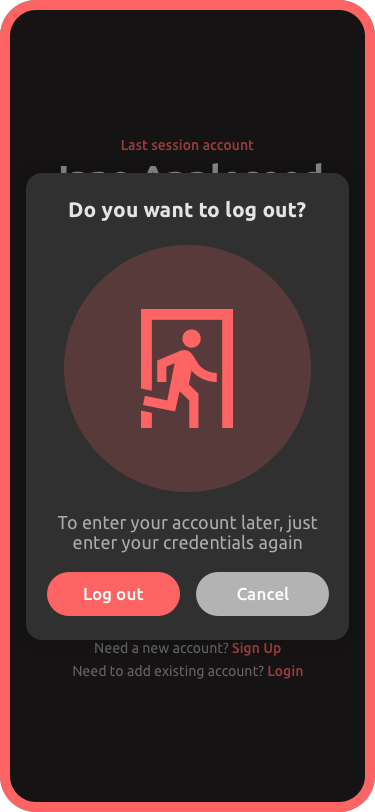 Last session account
Do you want to log out?
To enter your account later, just
enter your credentials again
Log out
Cancel
Need a new account? Sign Up
Need to add existing account? Login